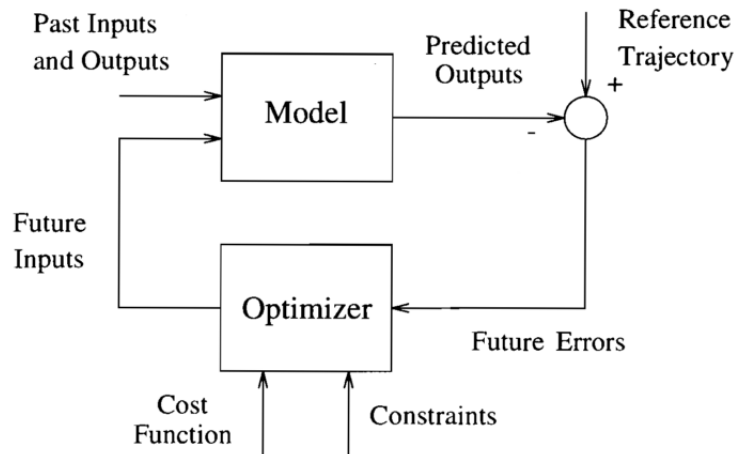 Past Inputs
and Outputs
Model
Predicted
Outputs
Reference
Trajectory
+
-
Future
Inputs
Optimizer
Future Errors
Cost
Function
Constraints